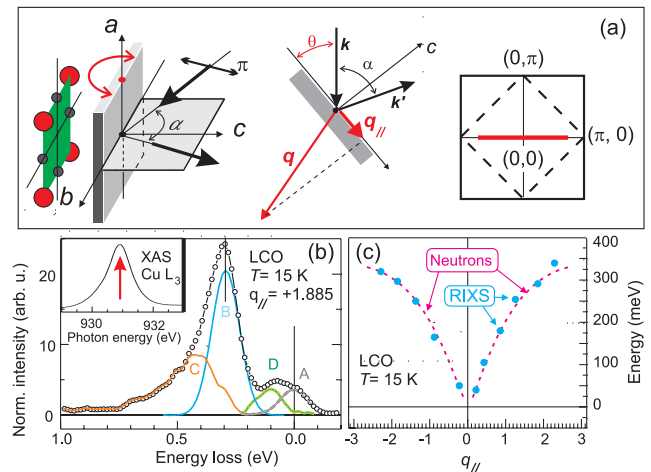 (a)
a
π
α
c
b
θ
k
α
c
k'
q//
q
(0,π)
(π, 0)
(0,0)
XAS
Cu L3
930 932
Photon energy (eV)
(b)
LCO
T= 15 K
q// = +1.885
B
C
D
A
20
10
0
Norm. intensity (arb. u.)
1.0 0.5 0.0
Energy loss (eV)
(c)
Neutrons
RIXS
LCO
T= 15 K
400
300
200
100
0
Energy (meV)
-3 -2 -1 0 1 2 3
q//